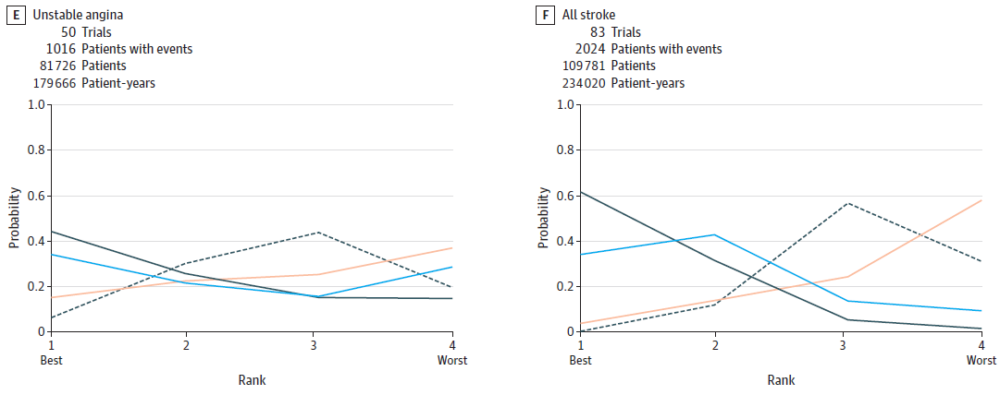 E Unstable angina
50 Trials
1016 Patients with events
81726 Patients
179666 Patient-years
1.0
0.8
0.6
0.4
0.2
0
Probability
1 2 3 4
Best Worst
Rank
F All stroke
83 Trials
2024 Patients with events
109781 Patients
234020 Patient-years
1.0
0.8
0.6
0.4
0.2
0
Probability
1 2 3 4
Best Worst
Rank